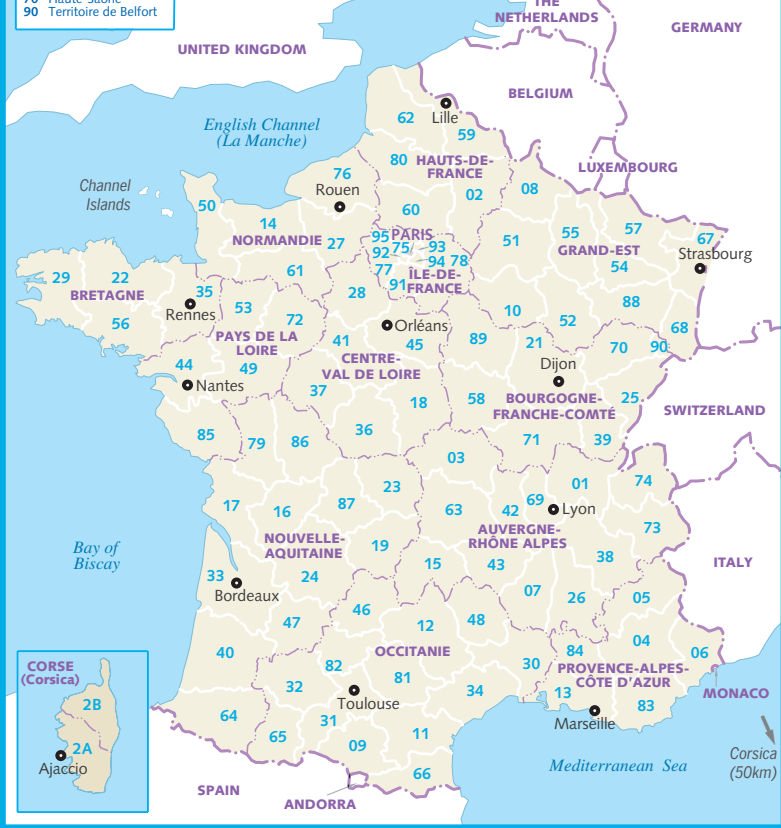 70 Haute-Saône
90 Territoire de Belfort
THE
NETHERLANDS
GERMANY
UNITED KINGDOM
BELGIUM
English Channel
(La Manche)
62
Lille
59
80
HAUTS-DE-
FRANCE
LUXEMBOURG
Channel
Islands
50
76
Rouen
02
08
60
14
NORMANDIE
27
95
PARIS
92
75
93
94
78
77
91
ÎLE-DE-
FRANCE
51
55
57
67
GRAND-EST
54
Strasbourg
29
22
BRETAGNE
56
35
Rennes
61
28
53
72
PAYS DE LA
LOIRE
10
52
88
68
Orléans
41
45
CENTRE-
VAL DE LOIRE
89
21
70
90
Dijon
44
49
Nantes
37
18
58
BOURGOGNE-
FRANCHE-COMTÉ
25
SWITZERLAND
85
79
86
36
71
39
03
23
87
17
16
63
42
69
01
74
Lyon
AUVERGNE-
RHÔNE ALPES
73
NOUVELLE-
AQUITAINE
19
38
ITALY
Bay of
Biscay
33
Bordeaux
24
15
43
07
26
05
46
47
12
48
OCCITANIE
04
06
40
82
81
30
84
PROVENCE-ALPES-
CÔTE D'AZUR
32
Toulouse
34
13
83
MONACO
Marseille
64
65
31
09
11
66
CORSE
(Corsica)
2B
2A
Ajaccio
SPAIN
ANDORRA
Mediterranean Sea
Corsica
(50km)